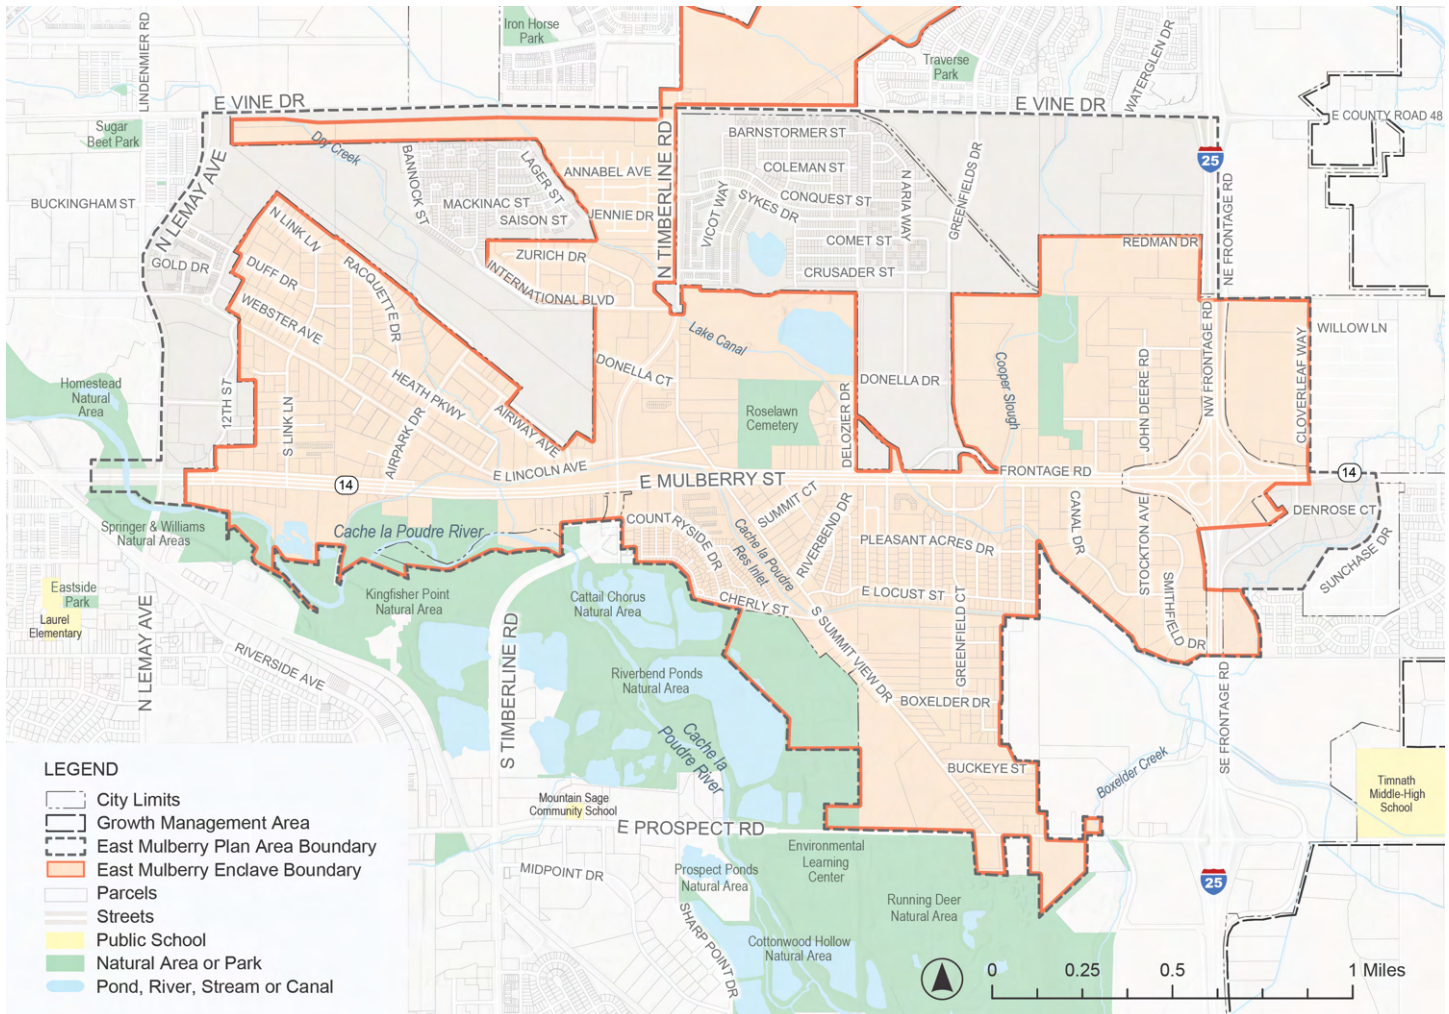 LINDENMIER RD
Iron Horse
Park
Traverse
Park
WATERGLEN DR
E VINE DR
E VINE DR
E COUNTY ROAD 48
Sugar
Beet Park
Dry Creek
N TIMBERLINE RD
BARNSTORMER ST
25
N LEMAY AVE
BANNOCK ST
LAGER ST
ANNABEL AVE
COLEMAN ST
GREENFIELDS DR
NE FRONTAGE RD
BUCKINGHAM ST
MACKINAC ST
SAISON ST
JENNIE DR
VICOT WAY
SYKES DR
CONQUEST ST
N ARIA WAY
N LINK LN
COMET ST
REDMAN DR
GOLD DR
DUFF DR
RACQUETTE DR
ZURICH DR
INTERNATIONAL BLVD
CRUSADER ST
WEBSTER AVE
Lake Canal
NW FRONTAGE RD
WILLOW LN
DONELLA CT
DONELLA DR
Cooper Slough
JOHN DEERE RD
CLOVERLEAF WAY
Homestead
Natural
Area
12TH ST
S LINK LN
HEATH PKWY
AIRPARK DR
AIRWAY AVE
Roselawn
Cemetery
DELOZIER DR
E LINCOLN AVE
E MULBERRY ST
FRONTAGE RD
14
14
Springer & Williams
Natural Areas
Cache la Poudre River
COUNTRYSIDE DR
Cache la Poudre
Res Inlet
SUMMIT CT
RIVERBEND DR
PLEASANT ACRES DR
CANAL DR
STOCKTON AVE
DENROSE CT
SUNCHASE DR
Eastside
Park
Laurel
Elementary
N LEMAY AVE
Kingfisher Point
Natural Area
Cattail Chorus
Natural Area
CHERLY ST
E LOCUST ST
SMITHFIELD DR
RIVERSIDE AVE
S TIMBERLINE RD
Riverbend Ponds
Natural Area
S SUMMIT VIEW DR
GREENFIELD CT
BOXELDER DR
SE FRONTAGE RD
Cache la
Poudre River
BUCKEYE ST
Boxelder Creek
Timnath
Middle-High
School
Mountain Sage
Community School
E PROSPECT RD
MIDPOINT DR
Prospect Ponds
Natural Area
Environmental
Learning
Center
25
SHARP POINT DR
Running Deer
Natural Area
Cottonwood Hollow
Natural Area
LEGEND
City Limits
Growth Management Area
East Mulberry Plan Area Boundary
East Mulberry Enclave Boundary
Parcels
Streets
Public School
Natural Area or Park
Pond, River, Stream or Canal
0 0.25 0.5 1 Miles